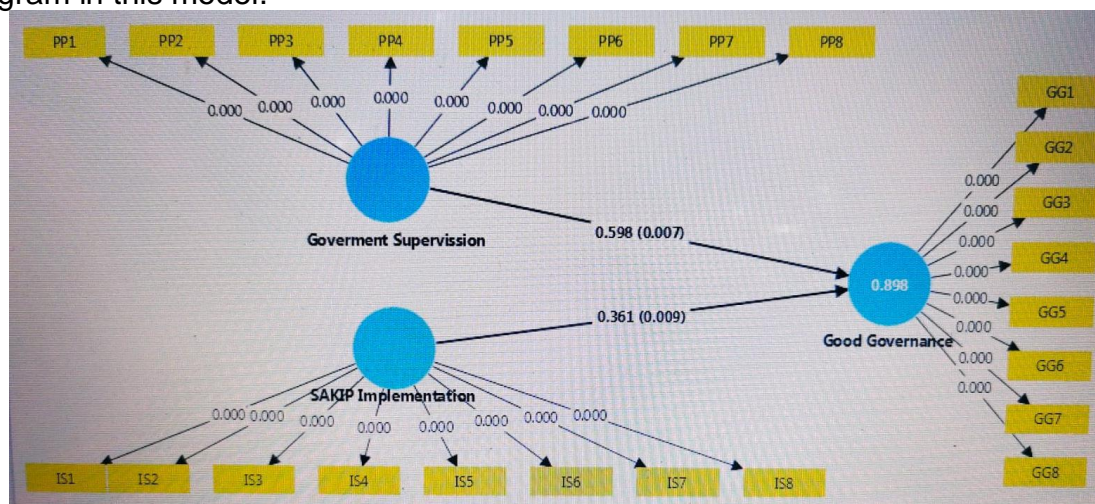 gram in this model.
PP1 PP2 PP3 PP4 PP5 PP6 PP7 PP8
0.000 0.000 0.000 0.000 0.000 0.000 0.000 0.000
Goverment Supervission
0.598 (0.007)
SAKIP Implementation
0.361 (0.009)
0.000 0.000 0.000 0.000 0.000 0.000 0.000 0.000
IS1 IS2 IS3 IS4 IS5 IS6 IS7 IS8
0.898
Good Governance
0.000
0.000
0.000
0.000
0.000
0.000
0.000
0.000
GG1
GG2
GG3
GG4
GG5
GG6
GG7
GG8